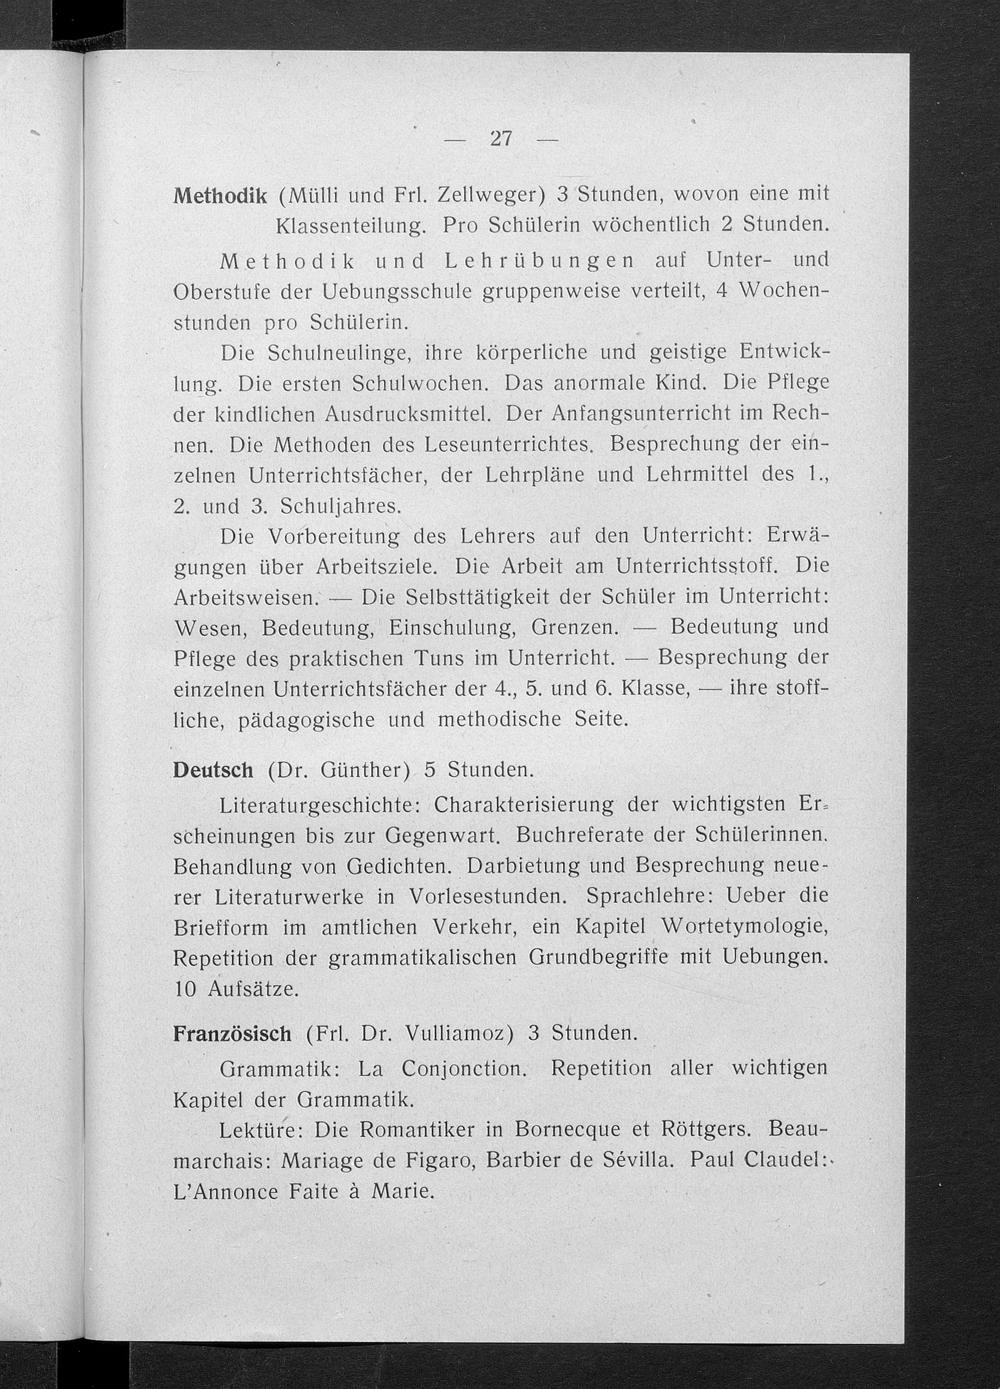 — 27 —
Methodik (Mülli und Frl. Zellweger) 3 Stunden, wovon eine mit
Klassenteilung. Pro Schülerin wöchentlich 2 Stunden.
Methodik und Lehrübungen auf Unter- und
Oberstufe der Uebungsschule gruppenweise verteilt, 4 Wochen-
stunden pro Schülerin.
Die Schulneulinge, ihre körperliche und geistige Entwick-
lung. Die ersten Schulwochen. Das anormale Kind. Die Pflege
der kindlichen Ausdrucksmittel. Der Anfangsunterricht im Rech-
nen. Die Methoden des Leseunterrichtes. Besprechung der ein-
zelnen Unterrichtsfächer, der Lehrpläne und Lehrmittel des 1.,
2. und 3. Schuljahres.
Die Vorbereitung des Lehrers auf den Unterricht: Erwä-
gungen über Arbeitsziele. Die Arbeit am Unterrichtsstoff. Die
Arbeitsweisen. — Die Selbsttätigkeit der Schüler im Unterricht:
Wesen, Bedeutung, Einschulung, Grenzen. — Bedeutung und
Pflege des praktischen Tuns im Unterricht. — Besprechung der
einzelnen Unterrichtsfächer der 4., 5. und 6. Klasse, — ihre stoff-
liche, pädagogische und methodische Seite.
Deutsch (Dr. Günther) 5 Stunden.
Literaturgeschichte: Charakterisierung der wichtigsten Er-
scheinungen bis zur Gegenwart. Buchreferate der Schülerinnen.
Behandlung von Gedichten. Darbietung und Besprechung neue-
rer Literaturwerke in Vorlesestunden. Sprachlehre: Ueber die
Briefform im amtlichen Verkehr, ein Kapitel Wortetymologie,
Repetition der grammatikalischen Grundbegriffe mit Uebungen.
10 Aufsätze.
Französisch (Frl. Dr. Vulliamoz) 3 Stunden.
Grammatik: La Conjonction. Repetition aller wichtigen
Kapitel der Grammatik.
Lektüre: Die Romantiker in Bornecque et Röttgers. Beau-
marchais: Mariage de Figaro, Barbier de Sévilla. Paul Claudel:
L'Annonce Faite à Marie.